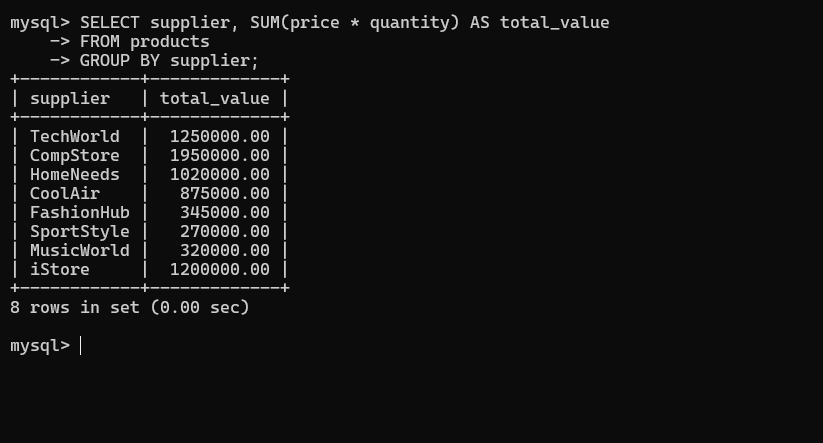 mysql> SELECT supplier, SUM(price * quantity) AS total_value
    -> FROM products
    -> GROUP BY supplier;
+------------+-------------+
| supplier   | total_value |
+------------+-------------+
| TechWorld  |  1250000.00 |
| CompStore  |  1950000.00 |
| HomeNeeds  |  1020000.00 |
| CoolAir    |   875000.00 |
| FashionHub |   345000.00 |
| SportStyle |   270000.00 |
| MusicWorld |   320000.00 |
| iStore     |  1200000.00 |
+------------+-------------+
8 rows in set (0.00 sec)

mysql>